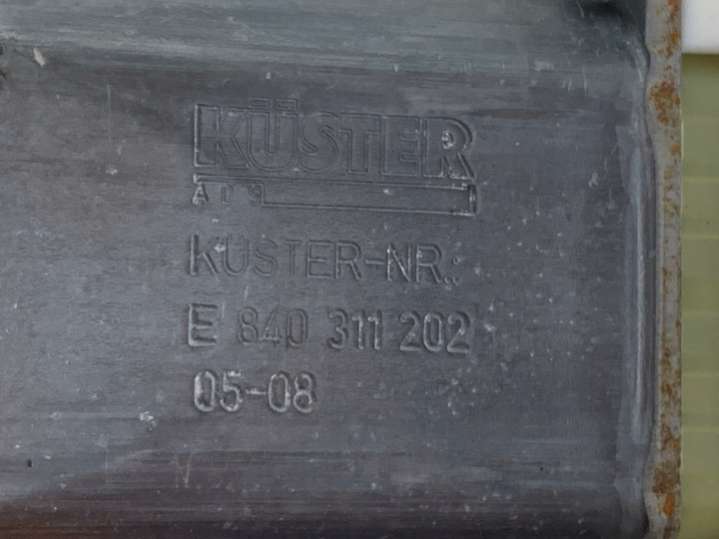 KÜSTER
KÜSTER-NR.:
E 840 311 202
05-08